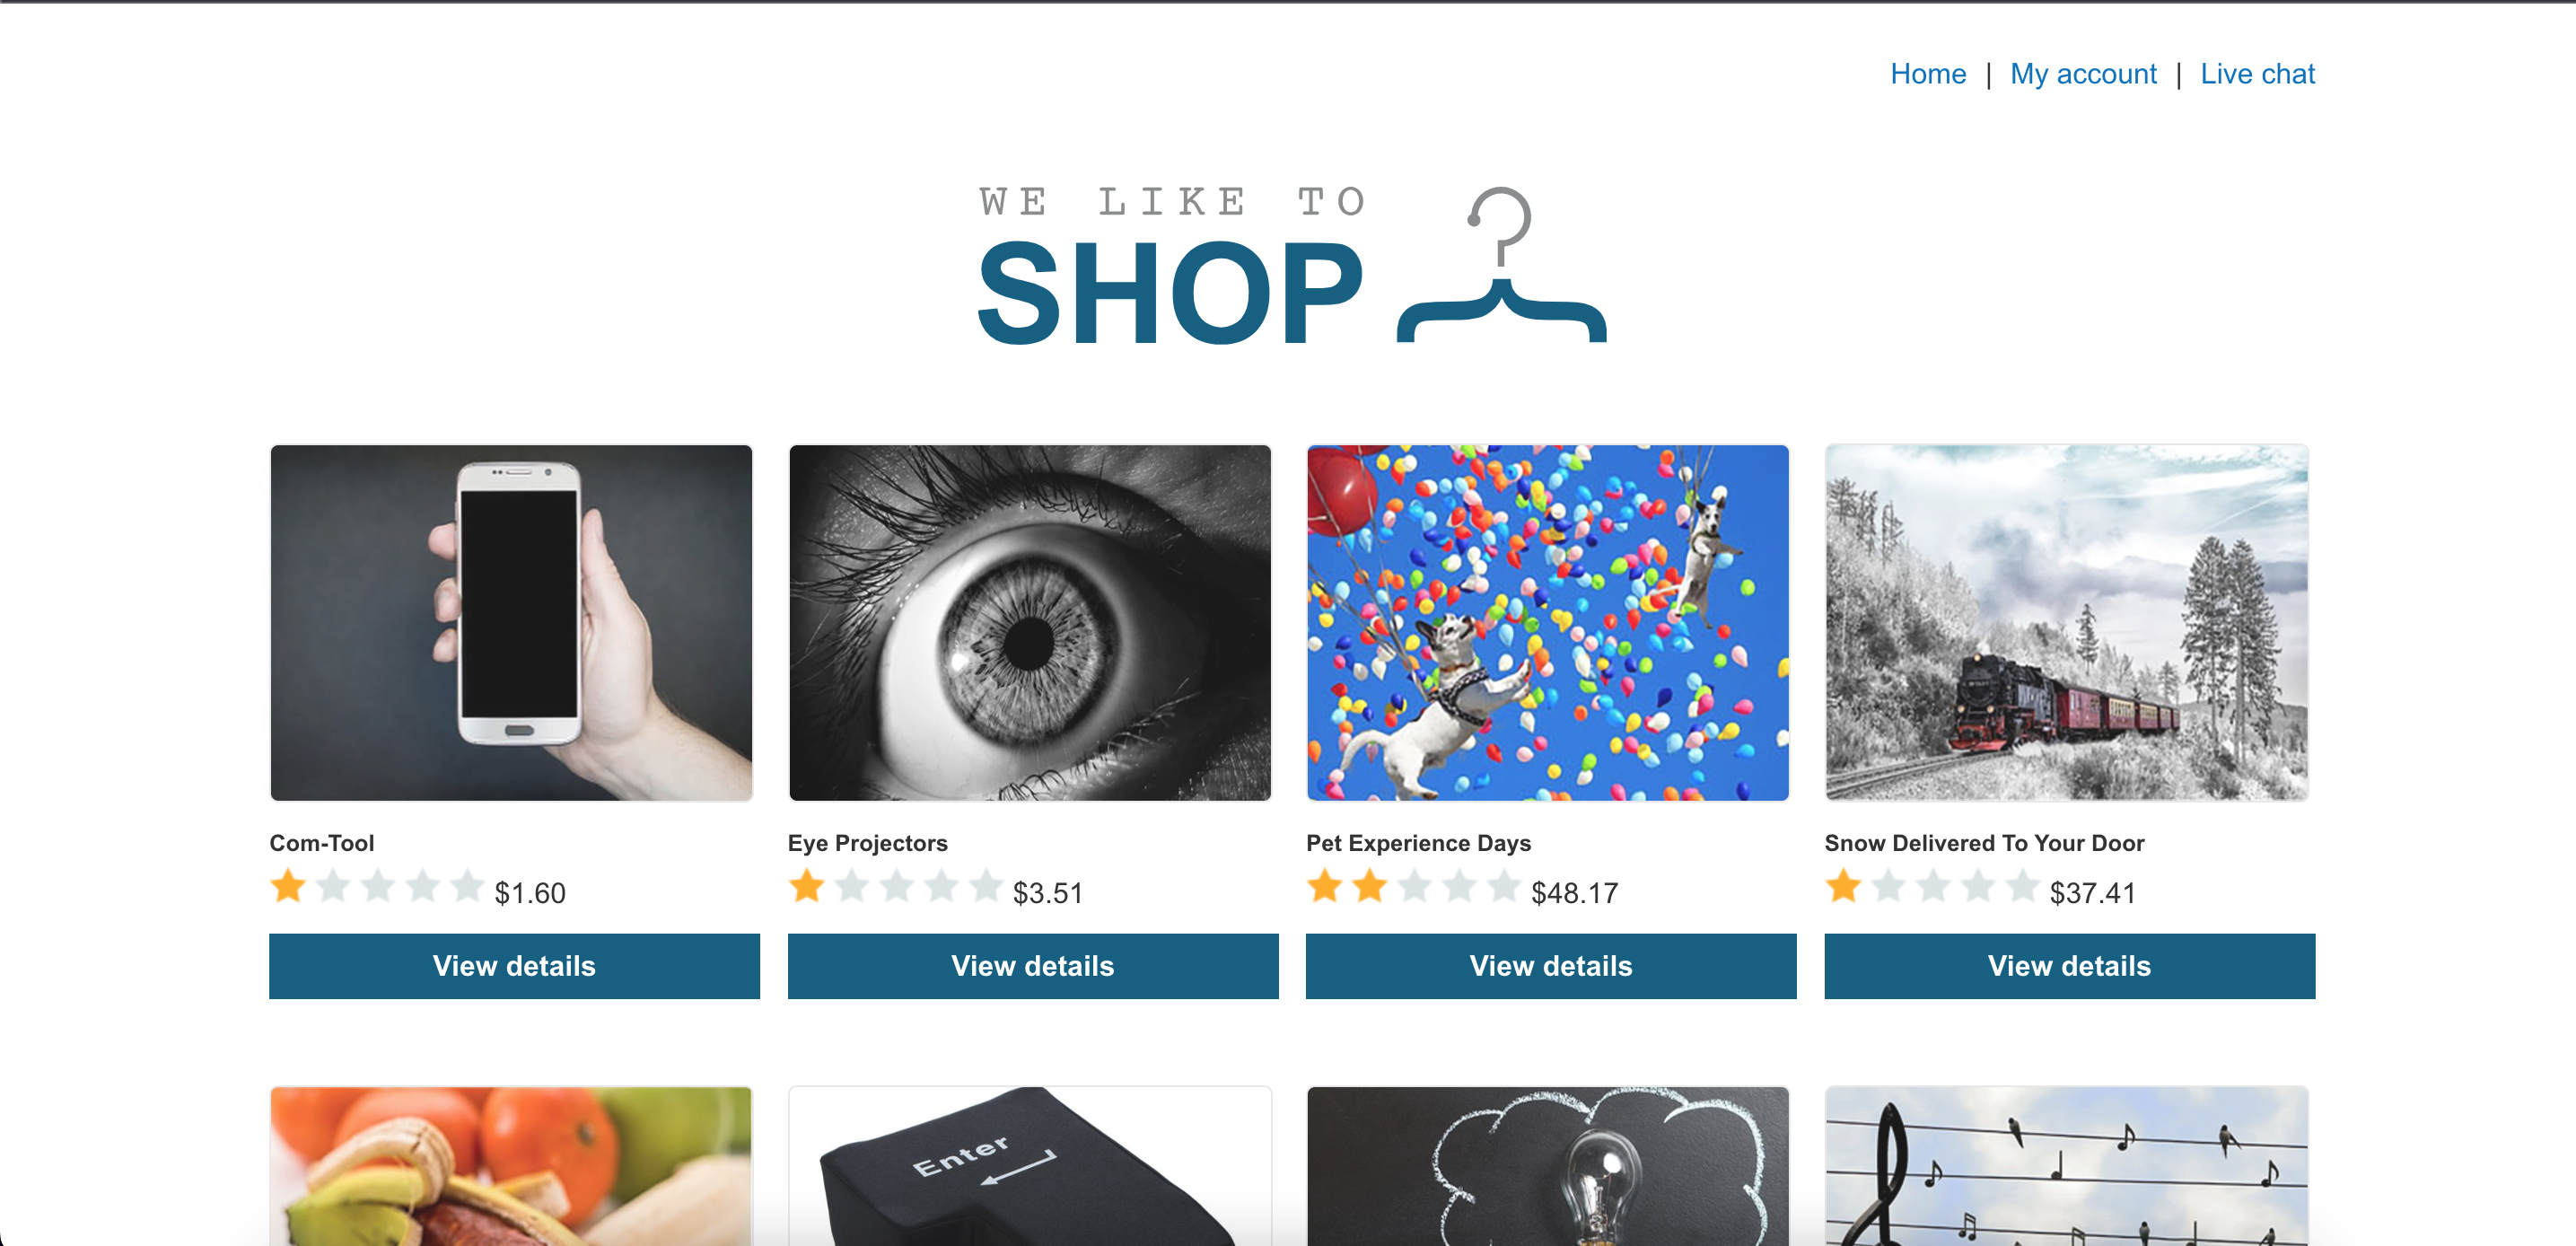 Home | My account | Live chat
WE LIKE TO
SHOP
Com-Tool
$1.60
View details
Eye Projectors
$3.51
View details
Pet Experience Days
$48.17
View details
Snow Delivered To Your Door
$37.41
View details
Enter